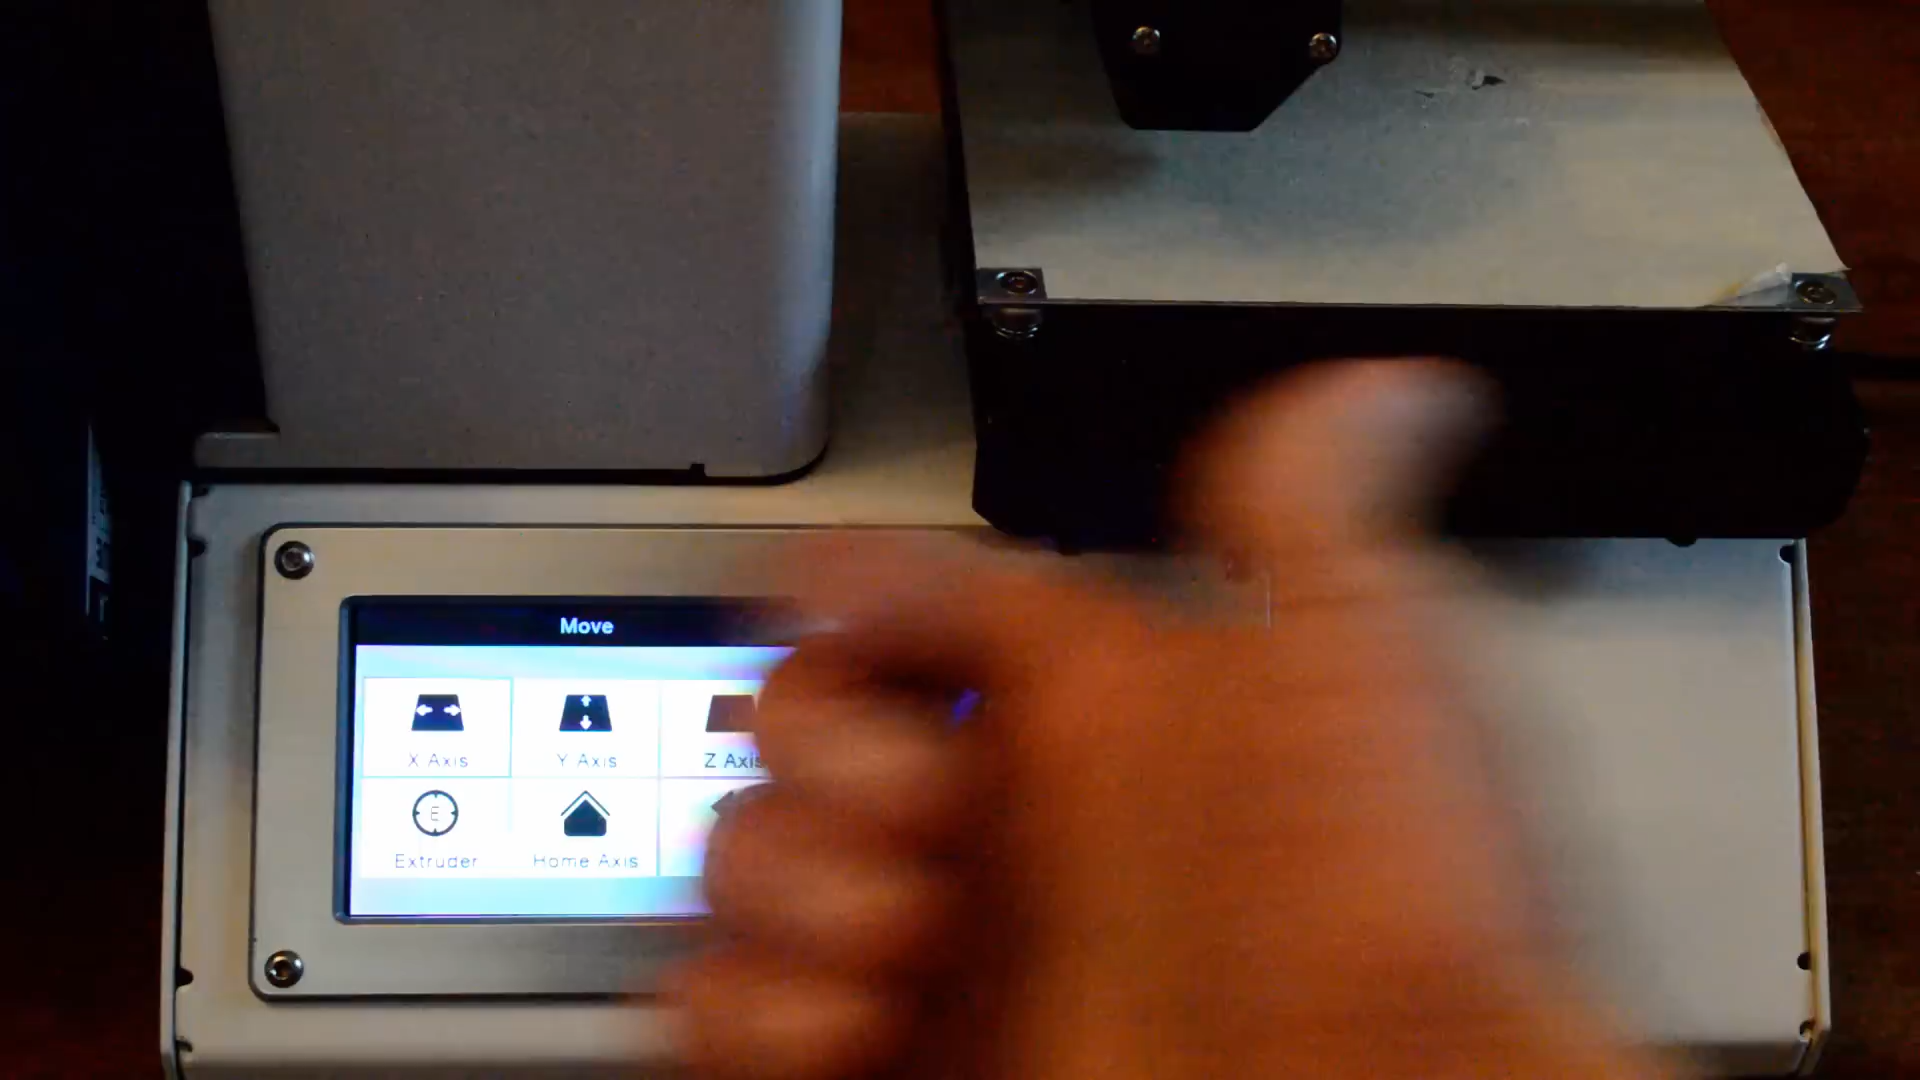 Move
X Axis
Y Axis
Z Axis
E
Extruder
Home Axis